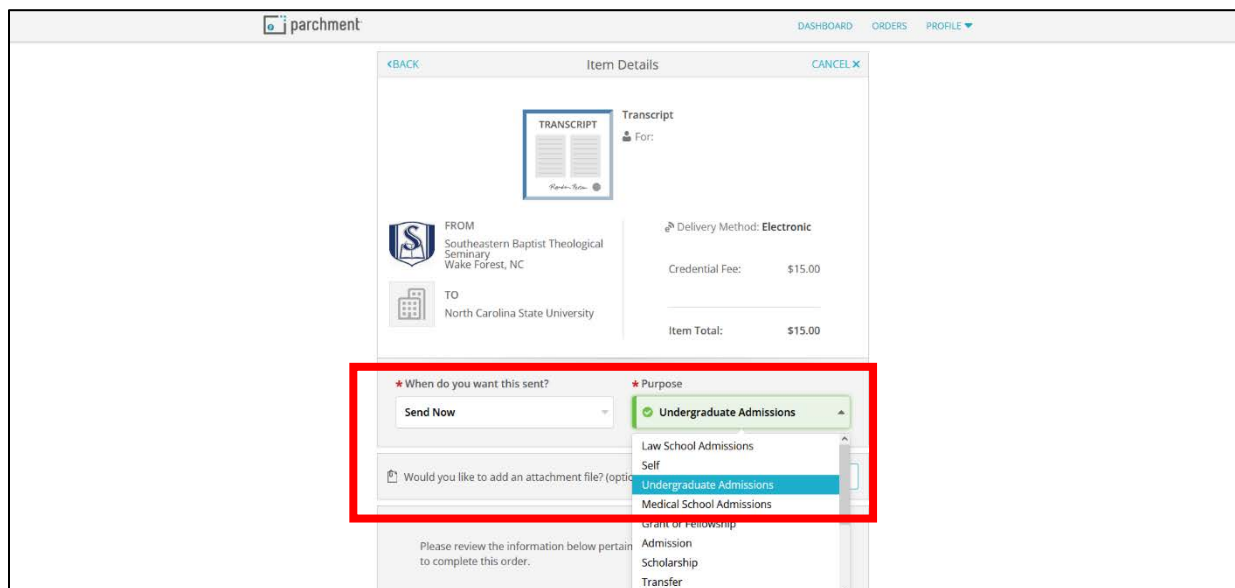 parchment
DASHBOARD ORDERS PROFILE
BACK Item Details CANCEL
TRANSCRIPT
Transcript
For:
FROM
Southeastern Baptist Theological
Seminary
Wake Forest, NC
TO
North Carolina State University
Delivery Method: Electronic
Credential Fee: $15.00
Item Total: $15.00
* When do you want this sent?
Send Now
* Purpose
Undergraduate Admissions
Law School Admissions
Self
Undergraduate Admissions
Medical School Admissions
Grant or Fellowship
Admission
Scholarship
Transfer
Would you like to add an attachment file? (optio
Please review the information below pertain
to complete this order.